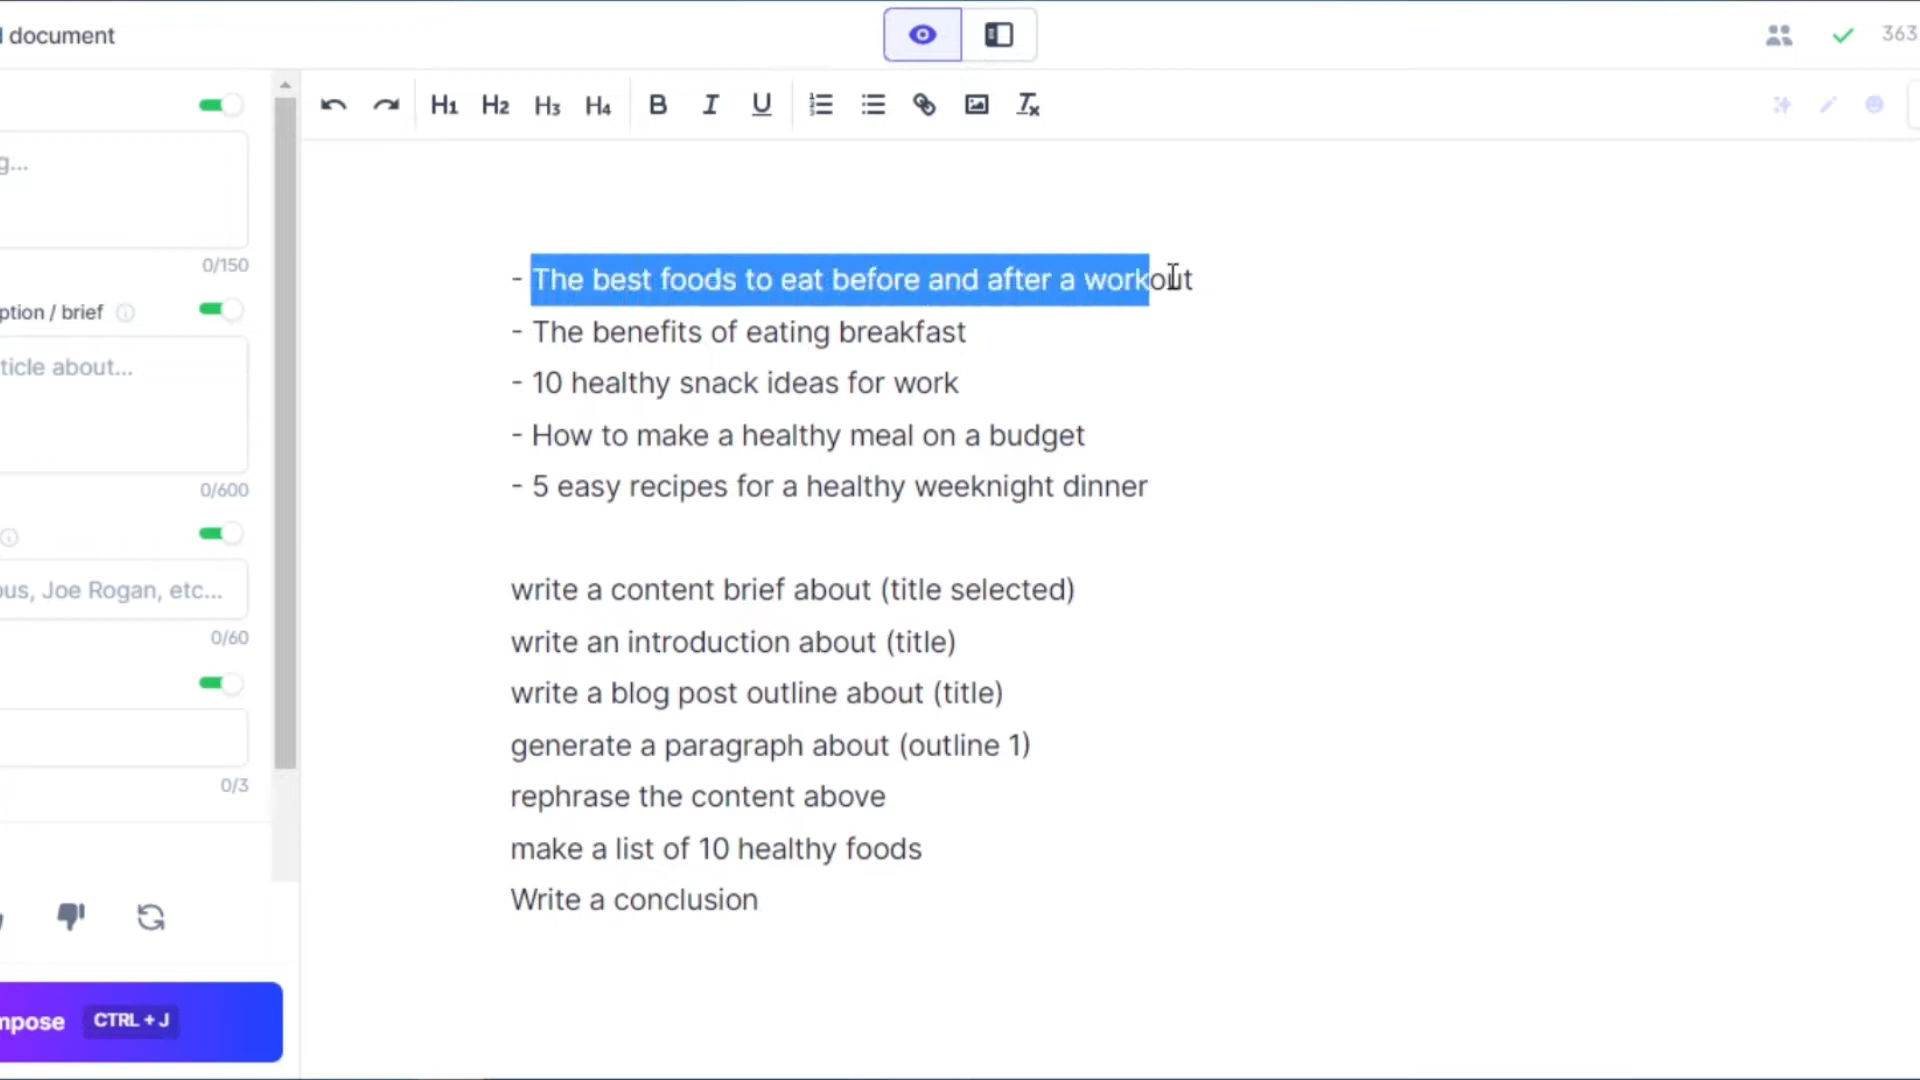 document
363
H1 H2 H3 H4 B I U
g...
0/150
ption / brief
ticle about...
0/600
ous, Joe Rogan, etc...
0/60
0/3
mpose CTRL + J
- The best foods to eat before and after a workout
- The benefits of eating breakfast
- 10 healthy snack ideas for work
- How to make a healthy meal on a budget
- 5 easy recipes for a healthy weeknight dinner
write a content brief about (title selected)
write an introduction about (title)
write a blog post outline about (title)
generate a paragraph about (outline 1)
rephrase the content above
make a list of 10 healthy foods
Write a conclusion